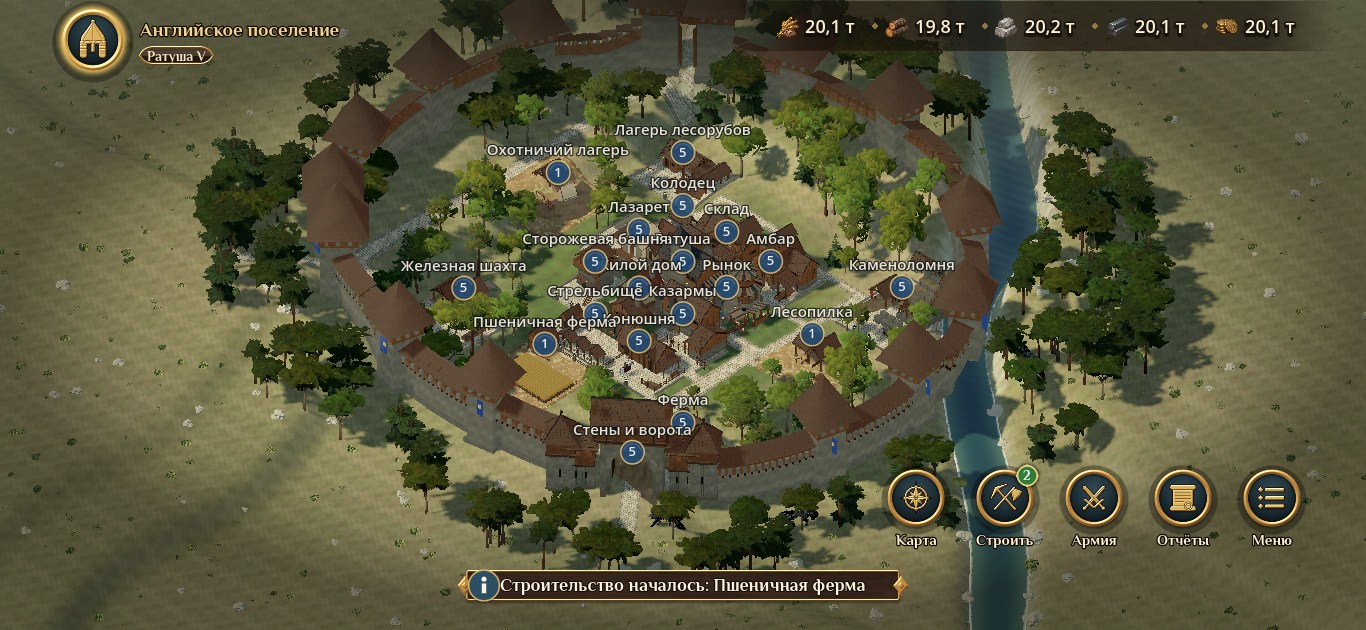 Английское поселение
Ратуша V
20,1 т
19,8 т
20,2 т
20,1 т
20,1 т
Лагерь лесорубов
5
Охотничий лагерь
1
Колодец
5
Лазарет
5
Склад
5
Сторожевая башня
5
атуша
5
Амбар
5
Железная шахта
5
илой дом
5
Рынок
5
Каменоломня
5
Стрельбище
5
Казармы
5
Пшеничная ферма
1
Конюшня
5
Лесопилка
1
Ферма
5
Стены и ворота
5
2
Карта
Строить
Армия
Отчёты
Меню
Строительство началось: Пшеничная ферма